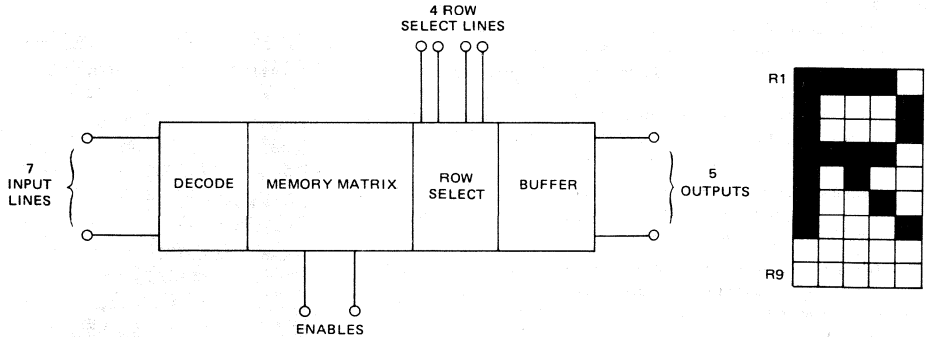 4 ROW
SELECT LINES
R1
7
INPUT
LINES
DECODE
MEMORY MATRIX
ROW
SELECT
BUFFER
5
OUTPUTS
R9
ENABLES